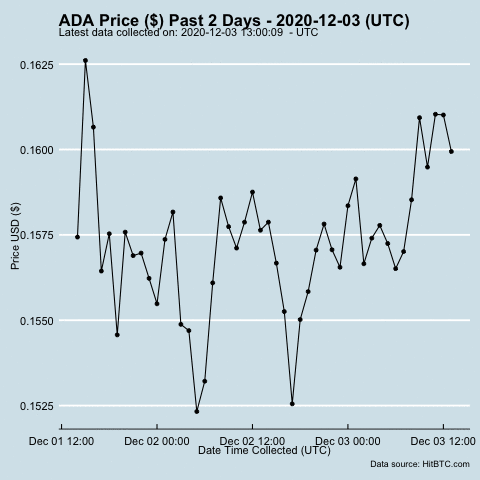 ADA Price ($) Past 2 Days - 2020-12-03 (UTC)
Latest data collected on: 2020-12-03 13:00:09 - UTC
0.1625
0.1600
0.1575
0.1550
0.1525
Price USD ($)
Dec 01 12:00 Dec 02 00:00 Dec 02 12:00 Dec 03 00:00 Dec 03 12:00
Date Time Collected (UTC)
Data source: HitBTC.com